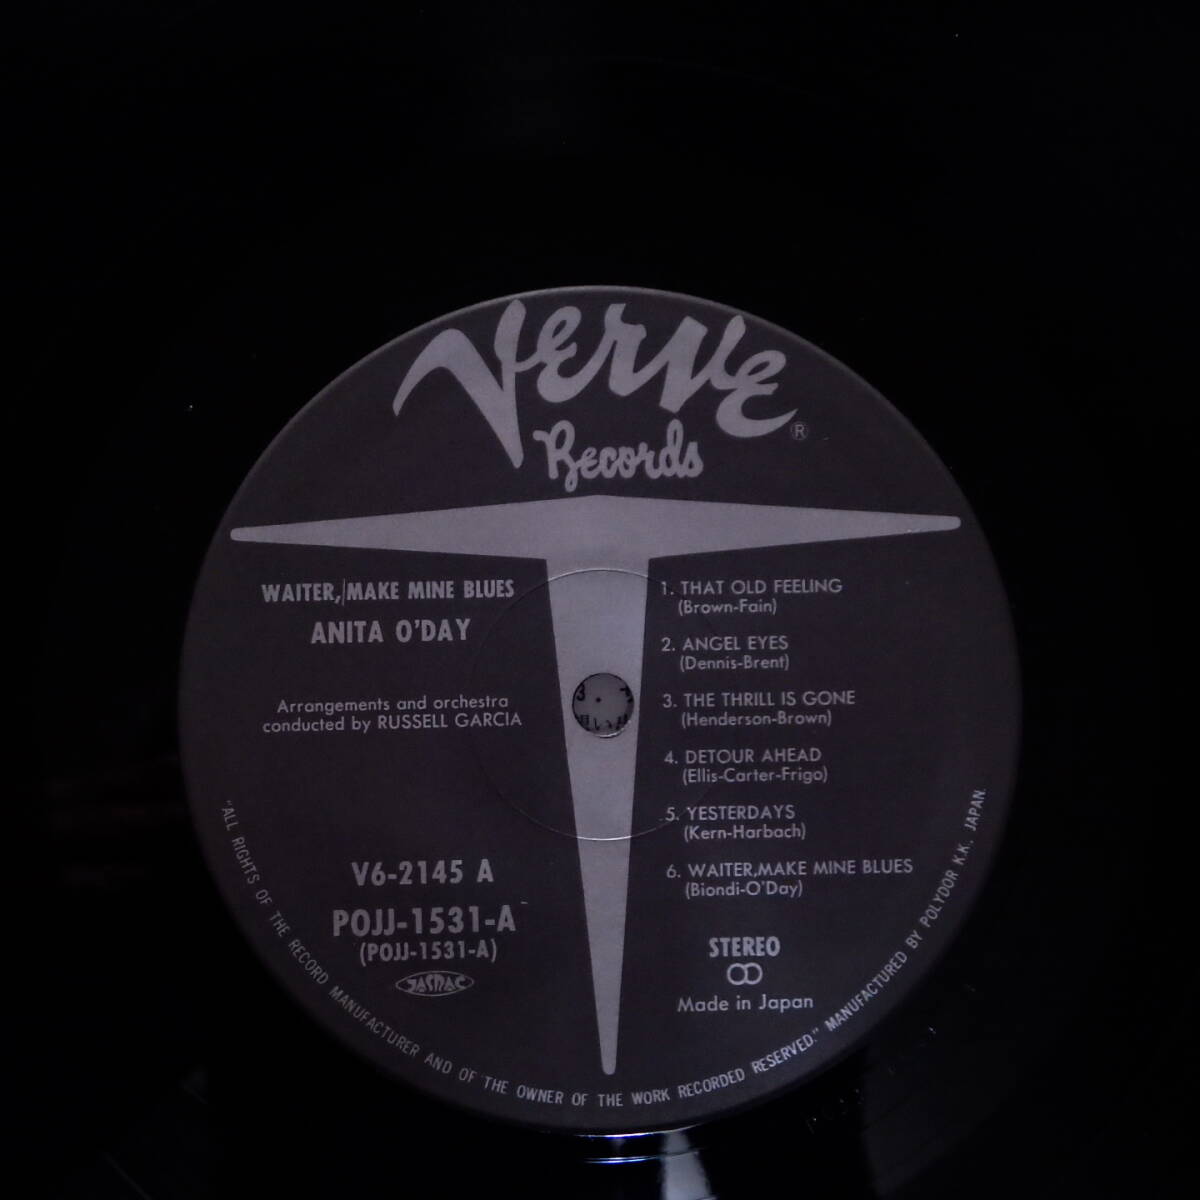 Verve
Records
®
WAITER, MAKE MINE BLUES
ANITA O'DAY
Arrangements and orchestra
conducted by RUSSELL GARCIA
1. THAT OLD FEELING
(Brown-Fain)
2. ANGEL EYES
(Dennis-Brent)
3. THE THRILL IS GONE
(Henderson-Brown)
4. DETOUR AHEAD
(Ellis-Carter-Frigo)
5. YESTERDAYS
(Kern-Harbach)
6. WAITER,MAKE MINE BLUES
(Biondi-O'Day)
V6-2145 A
POJJ-1531-A
(POJJ-1531-A)
JASRAC
STEREO
Made in Japan
"ALL RIGHTS OF THE RECORD MANUFACTURER AND OF THE OWNER OF THE WORK RECORDED RESERVED." MANUFACTURED BY POLYDOR K.K. JAPAN.